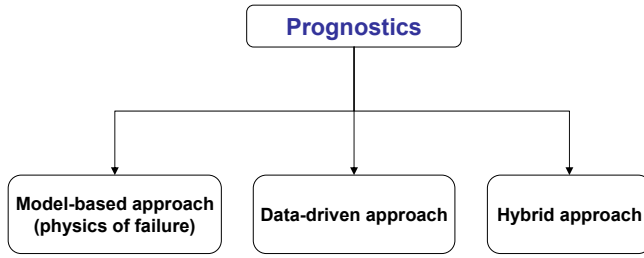 Prognostics
Model-based approach
(physics of failure)
Data-driven approach
Hybrid approach